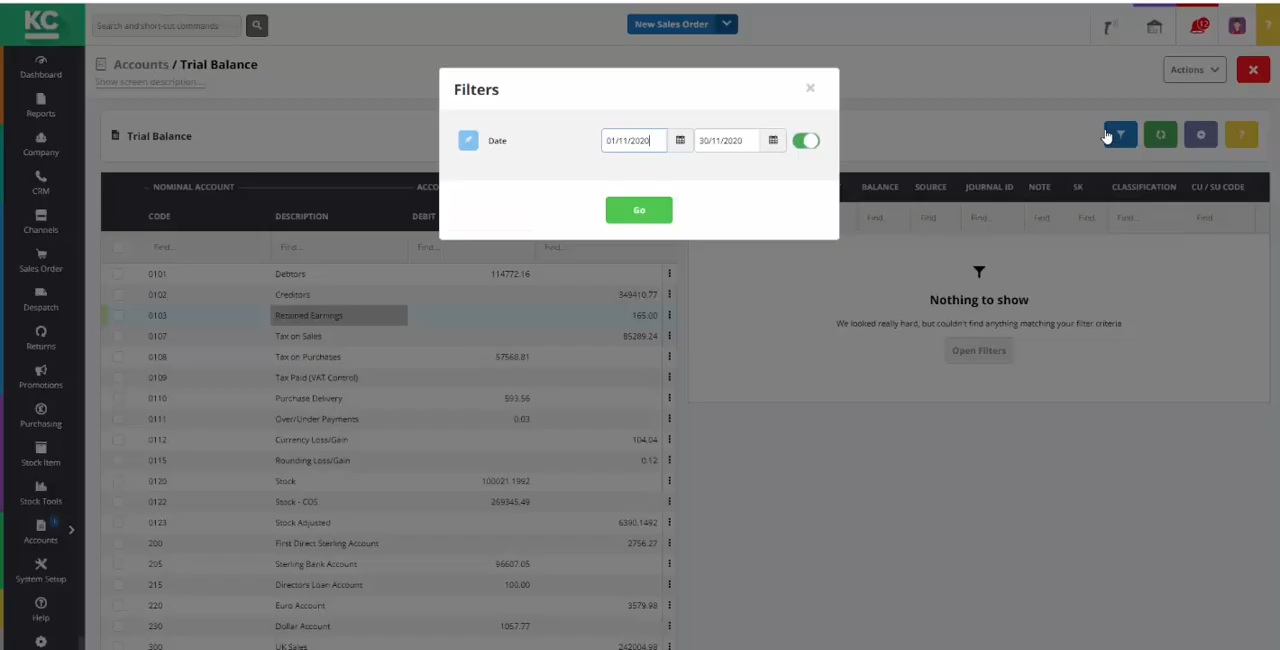 KC
Search and short-cut commands
New Sales Order
12
?
Accounts / Trial Balance
Show screen description...
Actions
Dashboard
Reports
Company
CRM
Channels
Sales Order
Despatch
Returns
Promotions
Purchasing
Stock Item
Stock Tools
Accounts
System Setup
Help
Filters
Date 01/11/2020 30/11/2020
Go
Trial Balance
?
NOMINAL ACCOUNT ACCO
CODE DESCRIPTION DEBIT
Find... Find... Find... Find...
0101 Debtors 114772.16
0102 Creditors 349410.77
0103 Retained Earnings 165.00
0107 Tax on Sales 85289.24
0108 Tax on Purchases 57568.81
0109 Tax Paid (VAT Control)
0110 Purchase Delivery 593.56
0111 Over/Under Payments 0.03
0112 Currency Loss/Gain 104.04
0115 Rounding Loss/Gain 0.12
0120 Stock 100021.1992
0122 Stock - COS 269345.49
0123 Stock Adjusted 6390.1492
200 First Direct Sterling Account 2756.27
205 Sterling Bank Account 96607.05
215 Directors Loan Account 100.00
220 Euro Account 3579.98
230 Dollar Account 1057.77
300 UK Sales 242004.98
BALANCE SOURCE JOURNAL ID NOTE SK CLASSIFICATION CU / SU CODE
Find... Find Find... Find Find Find... Find
Nothing to show
We looked really hard, but couldn't find anything matching your filter criteria
Open Filters